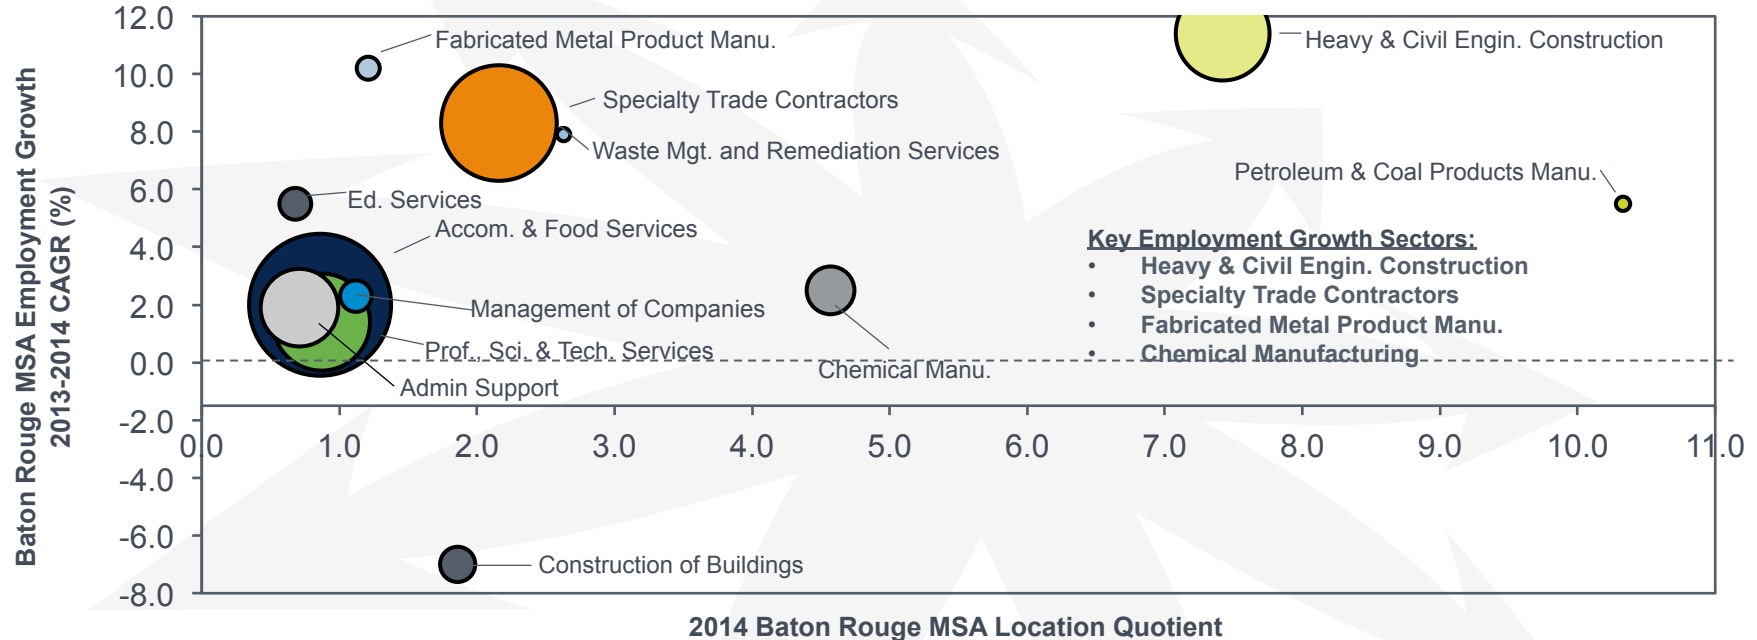 12.0
10.0
8.0
6.0
4.0
2.0
0.0
-2.0
-4.0
-6.0
-8.0
Baton Rouge MSA Employment Growth
2013-2014 CAGR (%)
Fabricated Metal Product Manu.
Heavy & Civil Engin. Construction
Specialty Trade Contractors
Waste Mgt. and Remediation Services
Petroleum & Coal Products Manu.
Ed. Services
Accom. & Food Services
Key Employment Growth Sectors:
• Heavy & Civil Engin. Construction
• Specialty Trade Contractors
• Fabricated Metal Product Manu.
• Chemical Manufacturing
Management of Companies
Prof., Sci. & Tech. Services
Chemical Manu.
Admin Support
0.0 1.0 2.0 3.0 4.0 5.0 6.0 7.0 8.0 9.0 10.0 11.0
Construction of Buildings
2014 Baton Rouge MSA Location Quotient